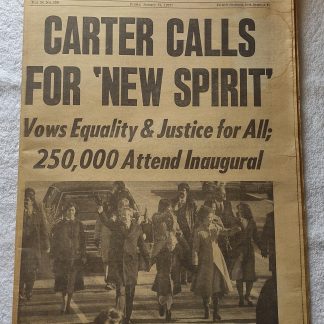 CARTER CALLS
FOR 'NEW SPIRIT'
Vows Equality & Justice for All;
250,000 Attend Inaugural